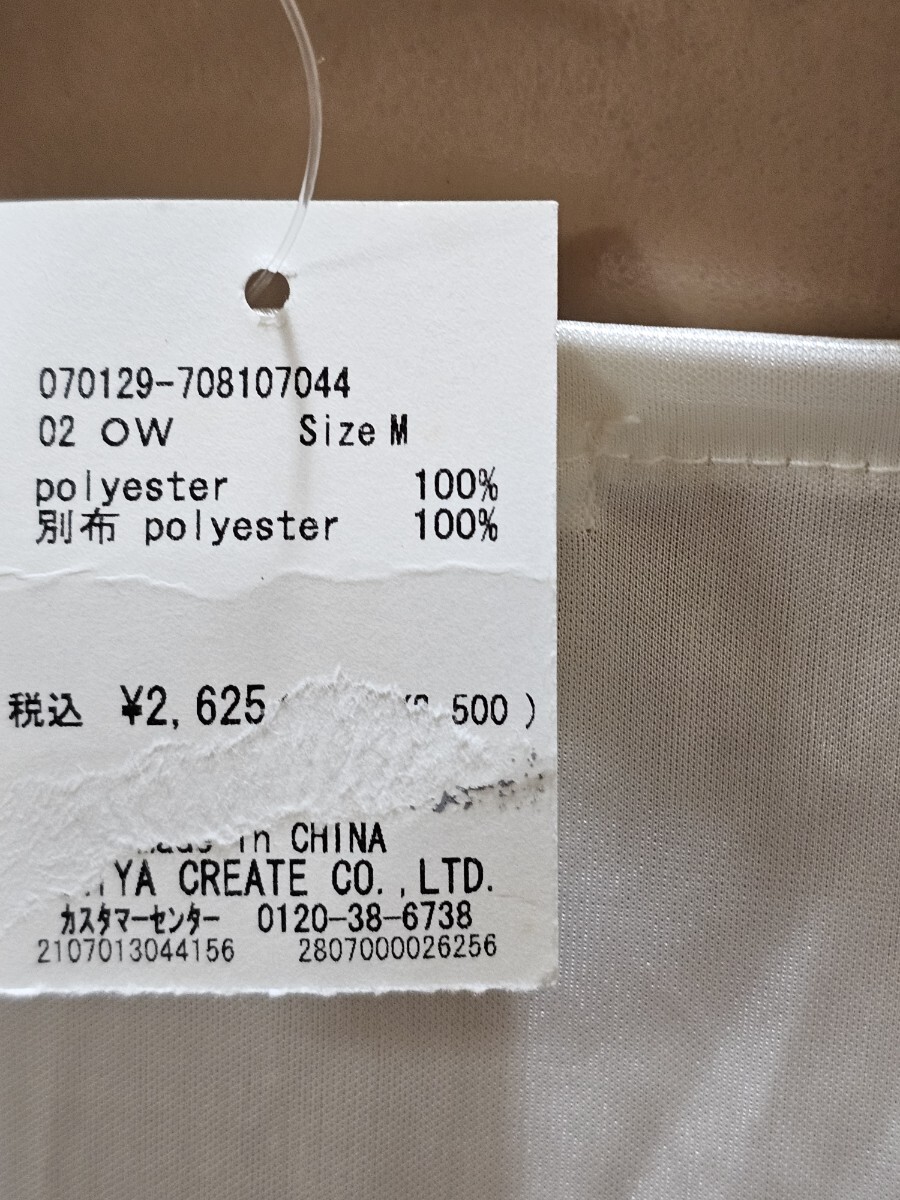 070129-708107044
02 OW Size M
polyester 100%
別布 polyester 100%
税込 ¥2,625 500 )
in CHINA
CREATE CO.,LTD.
カスタマーセンター 0120-38-6738
2107013044156 2807000026256